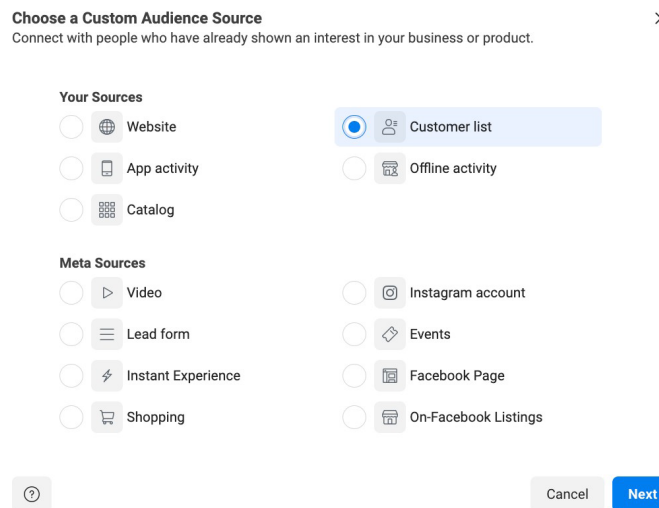 Choose a Custom Audience Source
Connect with people who have already shown an interest in your business or product.
Your Sources
Website
Customer list
App activity
Offline activity
Catalog
Meta Sources
Video
Instagram account
Lead form
Events
Instant Experience
Facebook Page
Shopping
On-Facebook Listings
Cancel
Next